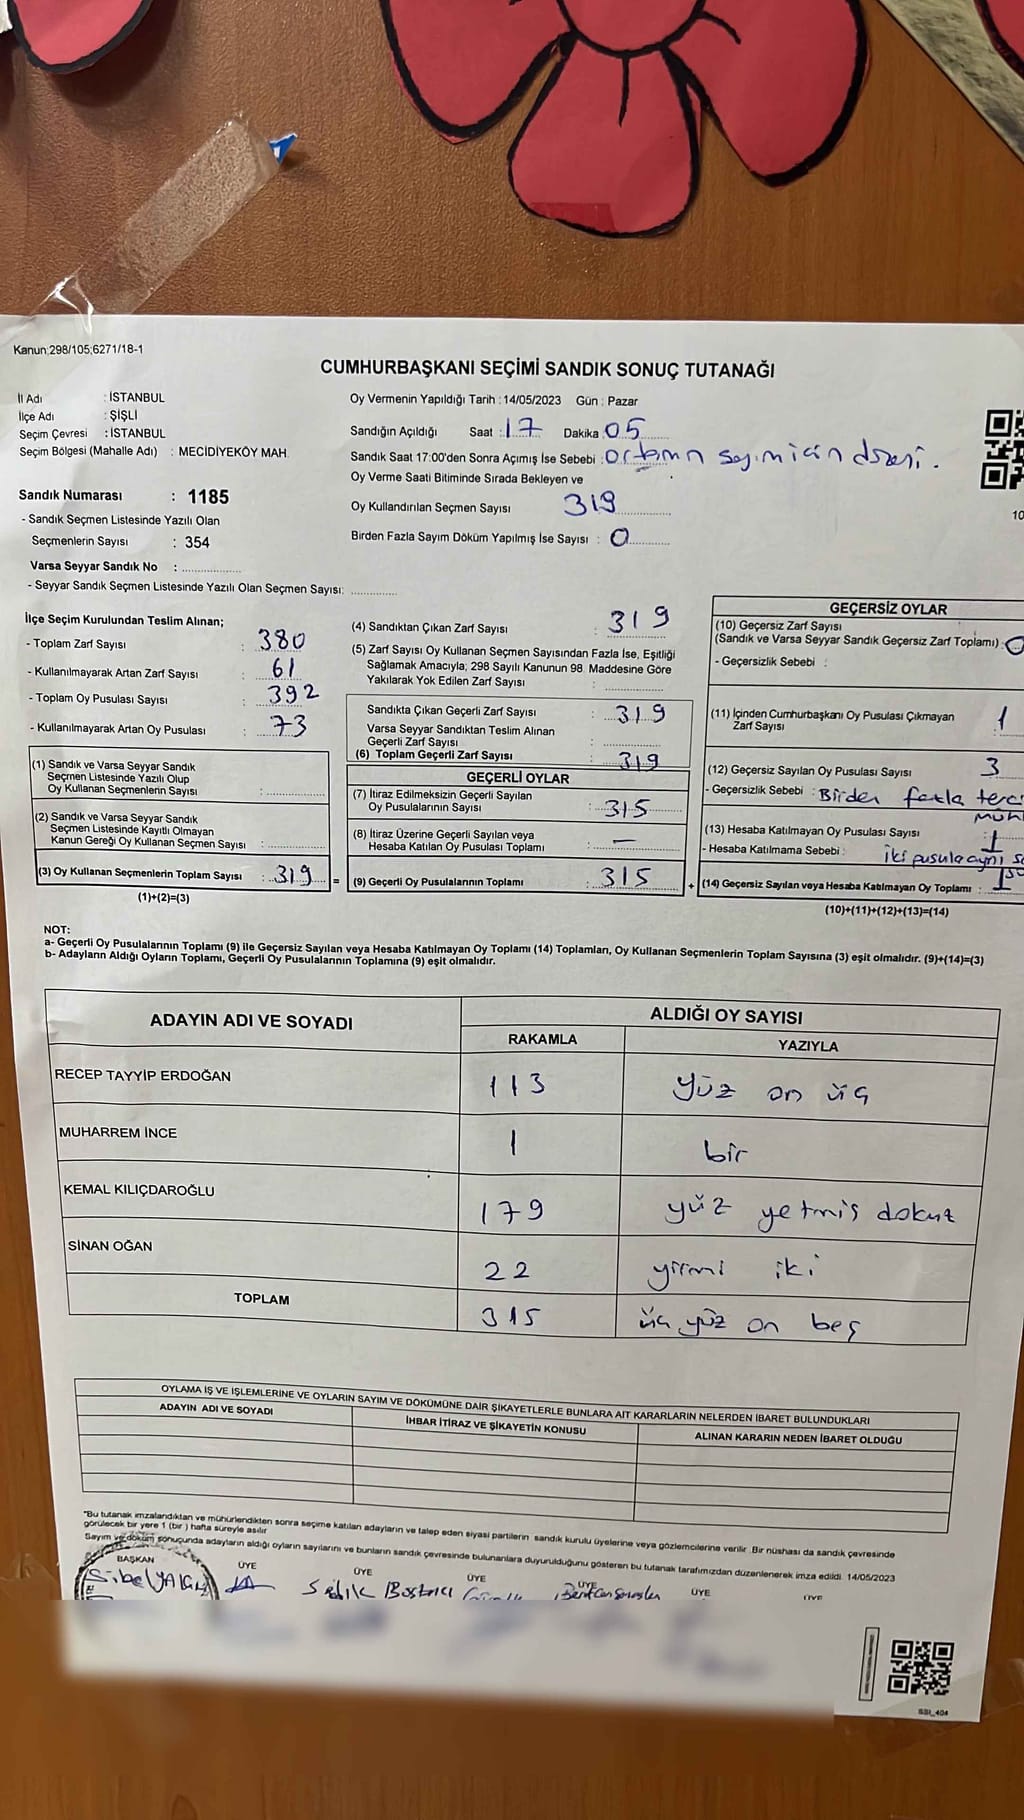 Kanun;298/105;6271/18-1
CUMHURBAŞKANI SEÇİMİ SANDIK SONUÇ TUTANAĞI
İl Adı : İSTANBUL
İlçe Adı : ŞİŞLİ
Seçim Çevresi : İSTANBUL
Seçim Bölgesi (Mahalle Adı) : MECİDİYEKÖY MAH.
Sandık Numarası : 1185
- Sandık Seçmen Listesinde Yazılı Olan
Seçmenlerin Sayısı : 354
Varsa Seyyar Sandık No :
- Seyyar Sandık Seçmen Listesinde Yazılı Olan Seçmen Sayısı:
Oy Vermenin Yapıldığı Tarih : 14/05/2023 Gün : Pazar
Sandığın Açıldığı Saat : 17 Dakika 05
Sandık Saat 17:00'den Sonra Açımış İse Sebebi : ortamın sayım için düzeni.
Oy Verme Saati Bitiminde Sırada Bekleyen ve
Oy Kullandırılan Seçmen Sayısı 319
Birden Fazla Sayım Döküm Yapılmış İse Sayısı : 0
10
İlçe Seçim Kurulundan Teslim Alınan;
- Toplam Zarf Sayısı : 380
- Kullanılmayarak Artan Zarf Sayısı : 61
- Toplam Oy Pusulası Sayısı : 392
- Kullanılmayarak Artan Oy Pusulası : 73
(1) Sandık ve Varsa Seyyar Sandık
Seçmen Listesinde Yazılı Olup
Oy Kullanan Seçmenlerin Sayısı :
(2) Sandık ve Varsa Seyyar Sandık
Seçmen Listesinde Kayıtlı Olmayan
Kanun Gereği Oy Kullanan Seçmen Sayısı :
(3) Oy Kullanan Seçmenlerin Toplam Sayısı : 319 =
(1)+(2)=(3)
(4) Sandıktan Çıkan Zarf Sayısı : 319
(5) Zarf Sayısı Oy Kullanan Seçmen Sayısından Fazla İse, Eşitliği
Sağlamak Amacıyla; 298 Sayılı Kanunun 98. Maddesine Göre
Yakılarak Yok Edilen Zarf Sayısı :
Sandıkta Çıkan Geçerli Zarf Sayısı : 319
Varsa Seyyar Sandıktan Teslim Alınan
Geçerli Zarf Sayısı :
(6) Toplam Geçerli Zarf Sayısı : 319
GEÇERLİ OYLAR
(7) İtiraz Edilmeksizin Geçerli Sayılan
Oy Pusulalarının Sayısı : 315
(8) İtiraz Üzerine Geçerli Sayılan veya
Hesaba Katılan Oy Pusulası Toplamı : —
(9) Geçerli Oy Pusulalarının Toplamı : 315 +
GEÇERSİZ OYLAR
(10) Geçersiz Zarf Sayısı
(Sandık ve Varsa Seyyar Sandık Geçersiz Zarf Toplamı) : 0
- Geçersizlik Sebebi :
(11) İçinden Cumhurbaşkanı Oy Pusulası Çıkmayan
Zarf Sayısı : 1
(12) Geçersiz Sayılan Oy Pusulası Sayısı : 3
- Geçersizlik Sebebi : Birden fazla terci
müh
(13) Hesaba Katılmayan Oy Pusulası Sayısı : 1
- Hesaba Katılmama Sebebi : iki pusula aynı
(14) Geçersiz Sayılan veya Hesaba Katılmayan Oy Toplamı :
(10)+(11)+(12)+(13)=(14)
NOT:
a- Geçerli Oy Pusulalarının Toplamı (9) ile Geçersiz Sayılan veya Hesaba Katılmayan Oy Toplamı (14) Toplamları, Oy Kullanan Seçmenlerin Toplam Sayısına (3) eşit olmalıdır. (9)+(14)=(3)
b- Adayların Aldığı Oyların Toplamı, Geçerli Oy Pusulalarının Toplamına (9) eşit olmalıdır.
ADAYIN ADI VE SOYADI ALDIĞI OY SAYISI
RAKAMLA YAZIYLA
RECEP TAYYİP ERDOĞAN 113 yüz on üç
MUHARREM İNCE 1 bir
KEMAL KILIÇDAROĞLU 179 yüz yetmiş dokuz
SİNAN OĞAN 22 yirmi iki
TOPLAM 315 üç yüz on beş
OYLAMA İŞ VE İŞLEMLERİNE VE OYLARIN SAYIM VE DÖKÜMÜNE DAİR ŞİKAYETLERLE BUNLARA AİT KARARLARIN NELERDEN İBARET BULUNDUKLARI
ADAYIN ADI VE SOYADI İHBAR İTİRAZ VE ŞİKAYETİN KONUSU ALINAN KARARIN NEDEN İBARET OLDUĞU
*Bu tutanak imzalandıktan ve mühürlendikten sonra seçime katılan adayların ve talep eden siyasi partilerin sandık kurulu üyelerine veya gözlemcilerine verilir. Bir nüshası da sandık çevresinde
görülecek bir yere 1 (bir) hafta süreyle asılır
Sayım ve döküm sonucunda adayların aldığı oyların sayılarını ve bunların sandık çevresinde bulunanlara duyurulduğunu gösteren bu tutanak tarafımızdan düzenlenerek imza edildi. 14/05/2023
BAŞKAN ÜYE ÜYE ÜYE ÜYE ÜYE ÜYE
Sibel YALÇIN Sıdık Bostancı
SSI_404